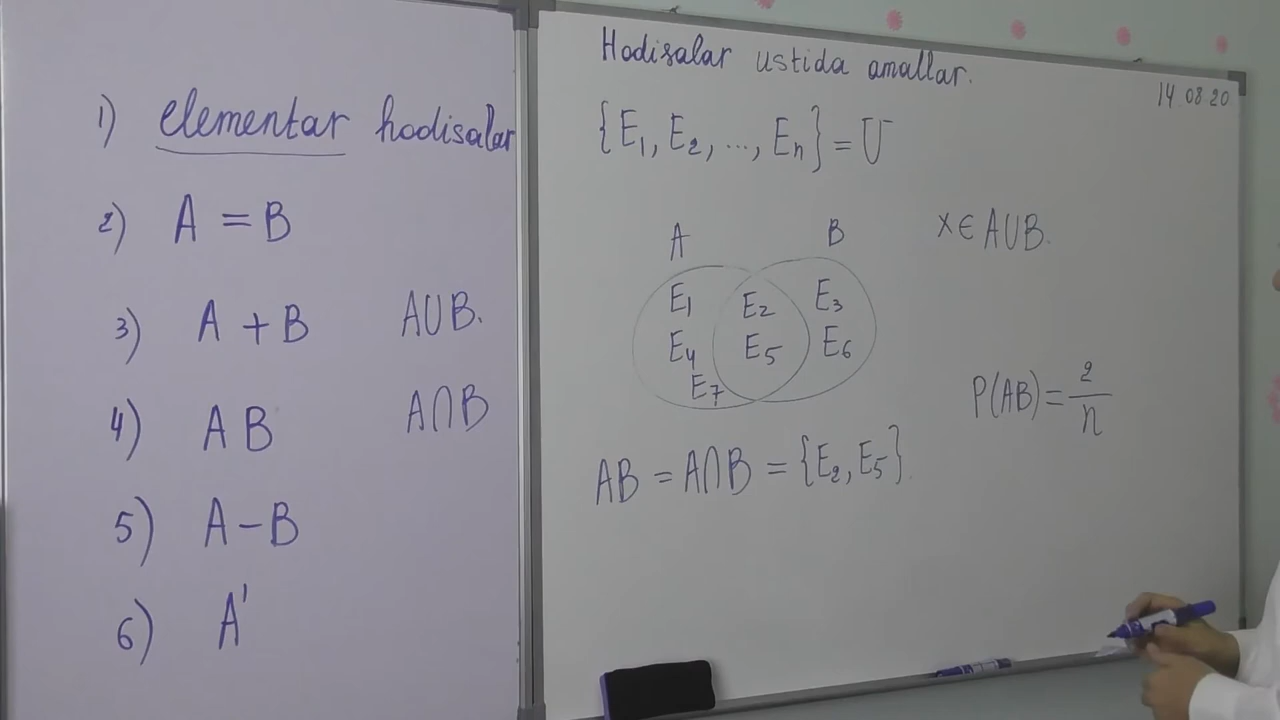 1) elementar hodisalar
2) A = B
3) A + B A∪B.
4) AB A∩B
5) A - B
6) A'
Hodisalar ustida amallar.
14.08.20
{E₁, E₂, ..., Eₙ} = U
A B
x ∈ A∪B.
E₁ E₂ E₃
E₄ E₅ E₆
E₇
P(AB) = 2/n
AB = A∩B = {E₂, E₅}.